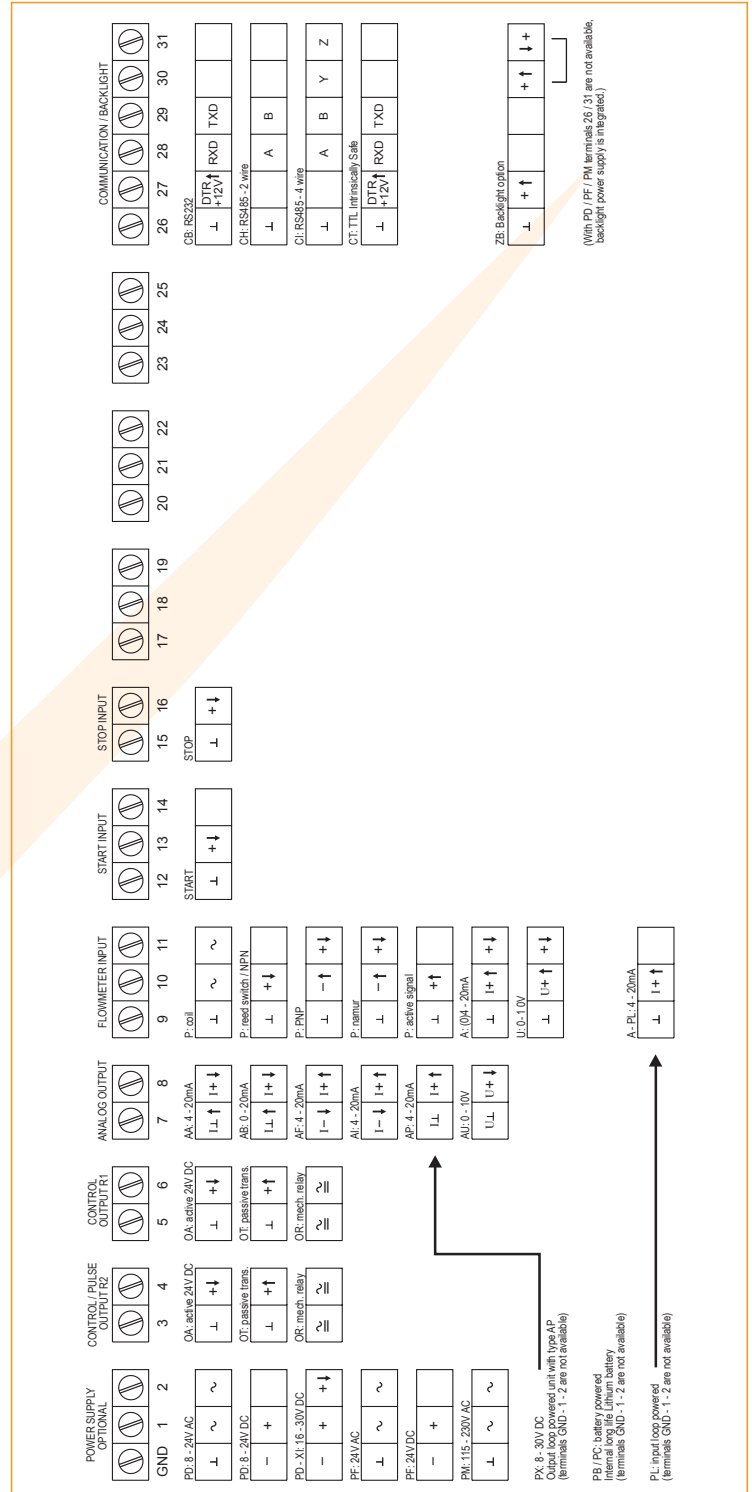 POWER SUPPLY
OPTIONAL
GND 1 2
PD: 8 - 24V AC
⊥ ~ ~
PD: 8 - 24V DC
− +
PD - XI: 16 - 30V DC
− + +↓
PF: 24V AC
⊥ ~ ~
PF: 24V DC
− +
PM: 115 - 230V AC
⊥ ~ ~
PX: 8 - 30V DC
Output loop powered unit with type AP
(terminals GND - 1 - 2 are not available)
PB / PC: battery powered
Internal long life Lithium battery
(terminals GND - 1 - 2 are not available)
PL: input loop powered
(terminals GND - 1 - 2 are not available)
CONTROL / PULSE
OUTPUT R2
3 4
OA: active 24V DC
⊥ +↓
OT: passive trans.
⊥ +↑
OR: mech. relay
≂ ≂
CONTROL
OUTPUT R1
5 6
OA: active 24V DC
⊥ +↓
OT: passive trans.
⊥ +↑
OR: mech. relay
≂ ≂
ANALOG OUTPUT
7 8
AA: 4 - 20mA
I⊥↑ I+↓
AB: 0 - 20mA
I⊥↑ I+↓
AF: 4 - 20mA
I−↓ I+↑
AI: 4 - 20mA
I−↓ I+↑
AP: 4 - 20mA
I⊥ I+↑
AU: 0 - 10V
U⊥ U+↓
FLOWMETER INPUT
9 10 11
P: coil
⊥ ~ ~
P: reed switch / NPN
⊥ +↓
P: PNP
⊥ −↑ +↓
P: namur
⊥ −↑ +↓
P: active signal
⊥ +↑
A: (0)4 - 20mA
⊥ I+↑ +↓
U: 0 - 1 0V
⊥ U+↑ +↓
A - PL: 4 - 20mA
⊥ I+↑
START INPUT
12 13 14
START
⊥ +↓
STOP INPUT
15 16
STOP
⊥ +↓
17 18 19
20 21 22
23 24 25
COMMUNICATION / BACKLIGHT
26 27 28 29 30 31
CB: RS232
⊥ DTR +12V↑ RXD TXD
CH: RS485 - 2 wire
⊥ A B
CI: RS485 - 4 wire
⊥ A B Y Z
CT: TTL Intrinsically Safe
⊥ DTR +12V↑ RXD TXD
ZB: Backlight option
⊥ +↑ +↑ ↓+
(With PD / PF / PM terminals 26 / 31 are not available,
backlight power supply is integrated.)